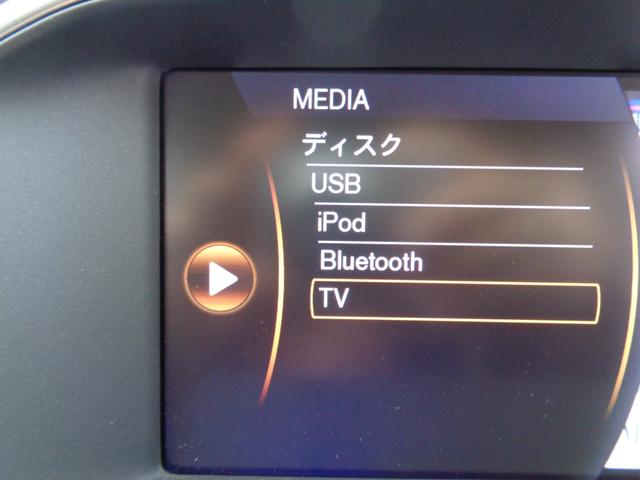 MEDIA
ディスク
USB
iPod
Bluetooth
TV